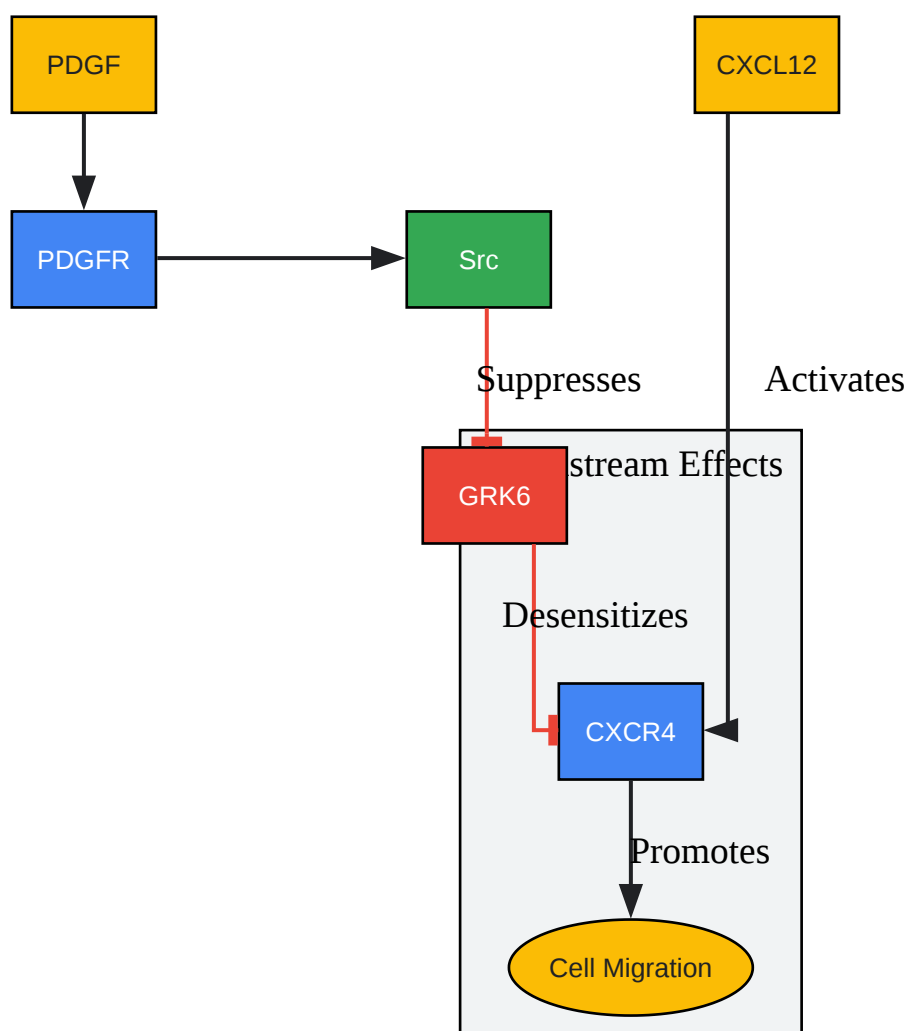 PDGF
CXCL12
PDGFR
Src
Suppresses
Activates
stream Effects
GRK6
Desensitizes
CXCR4
Promotes
Cell Migration